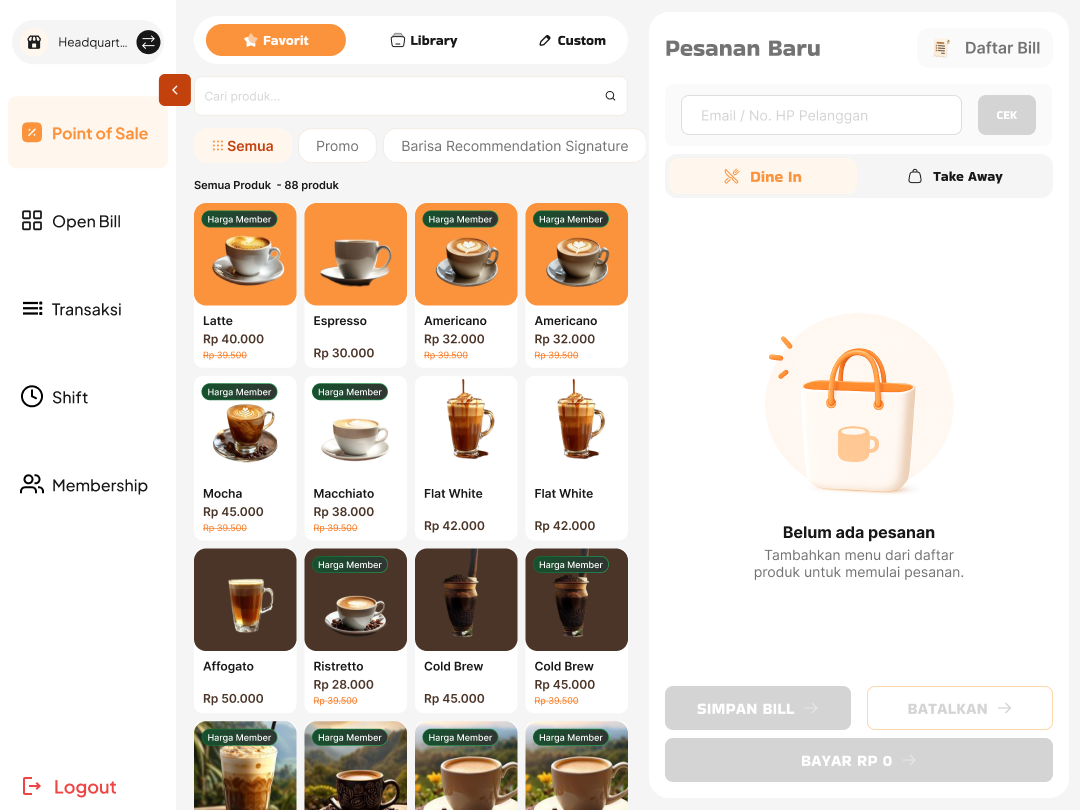 Headquart...
Point of Sale
Open Bill
Transaksi
Shift
Membership
Logout
Favorit
Library
Custom
Cari produk...
Semua
Promo
Barisa Recommendation Signature
Semua Produk - 88 produk
Harga Member
Latte
Rp 40.000
Rp 39.500
Espresso
Rp 30.000
Harga Member
Americano
Rp 32.000
Rp 39.500
Harga Member
Americano
Rp 32.000
Rp 39.500
Harga Member
Mocha
Rp 45.000
Rp 39.500
Harga Member
Macchiato
Rp 38.000
Rp 39.500
Flat White
Rp 42.000
Flat White
Rp 42.000
Affogato
Rp 50.000
Harga Member
Ristretto
Rp 28.000
Rp 39.500
Cold Brew
Rp 45.000
Harga Member
Cold Brew
Rp 45.000
Rp 39.500
Harga Member
Harga Member
Harga Member
Harga Member
Pesanan Baru
Daftar Bill
Email / No. HP Pelanggan
CEK
Dine In
Take Away
Belum ada pesanan
Tambahkan menu dari daftar
produk untuk memulai pesanan.
SIMPAN BILL
BATALKAN
BAYAR RP 0